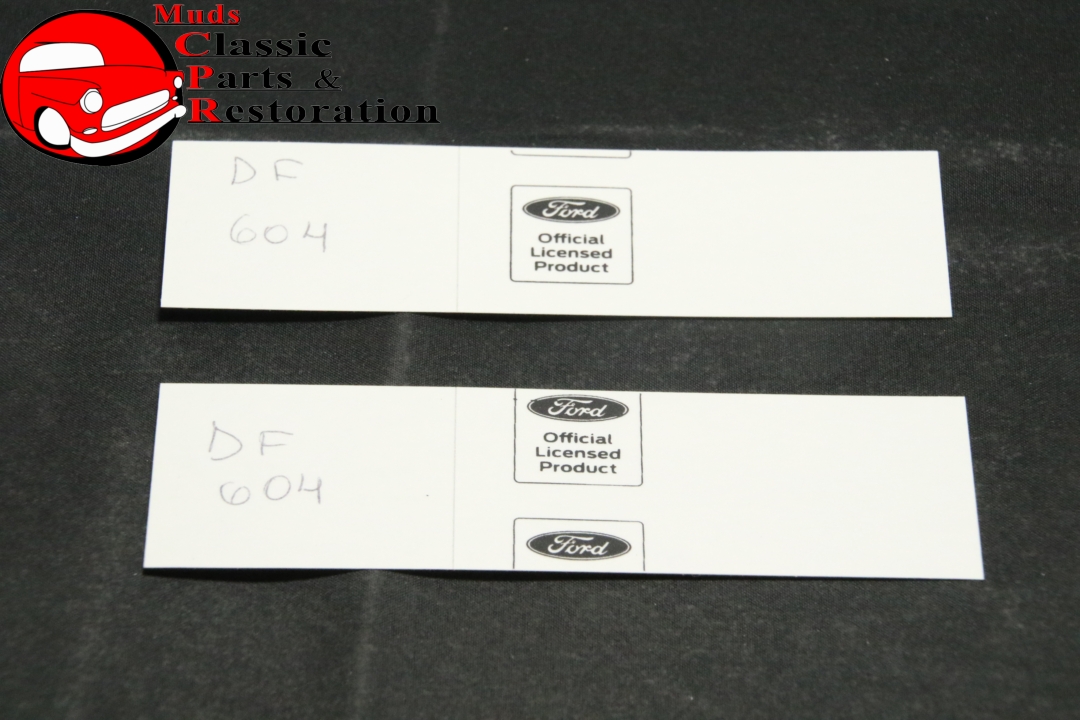 Muds
Classic
Parts &
Restoration
DF
604
Ford
Official
Licensed
Product
DF
604
Ford
Official
Licensed
Product
Ford